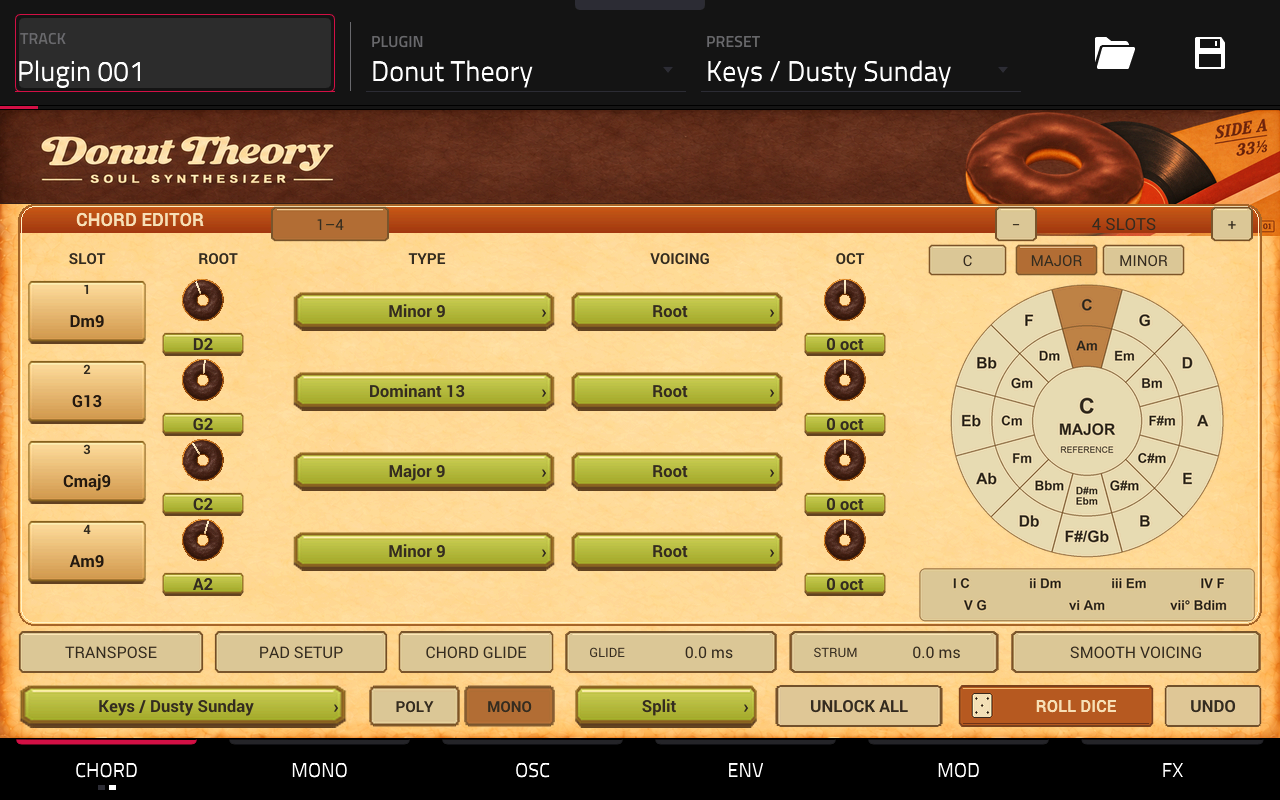 TRACK
Plugin 001
PLUGIN
Donut Theory
PRESET
Keys / Dusty Sunday
Donut Theory
SOUL SYNTHESIZER
SIDE A
33⅓
CHORD EDITOR
1–4
−
4 SLOTS
+
01
SLOT
ROOT
TYPE
VOICING
OCT
C
MAJOR
MINOR
1
Dm9
D2
Minor 9 ›
Root ›
0 oct
2
G13
G2
Dominant 13 ›
Root ›
0 oct
3
Cmaj9
C2
Major 9 ›
Root ›
0 oct
4
Am9
A2
Minor 9 ›
Root ›
0 oct
C
G
D
A
E
B
F#/Gb
Db
Ab
Eb
Bb
F
Am
Em
Bm
F#m
C#m
G#m
D#m
Ebm
Bbm
Fm
Cm
Gm
Dm
C
MAJOR
REFERENCE
I C ii Dm iii Em IV F
V G vi Am vii° Bdim
TRANSPOSE
PAD SETUP
CHORD GLIDE
GLIDE 0.0 ms
STRUM 0.0 ms
SMOOTH VOICING
Keys / Dusty Sunday ›
POLY
MONO
Split ›
UNLOCK ALL
ROLL DICE
UNDO
CHORD
MONO
OSC
ENV
MOD
FX